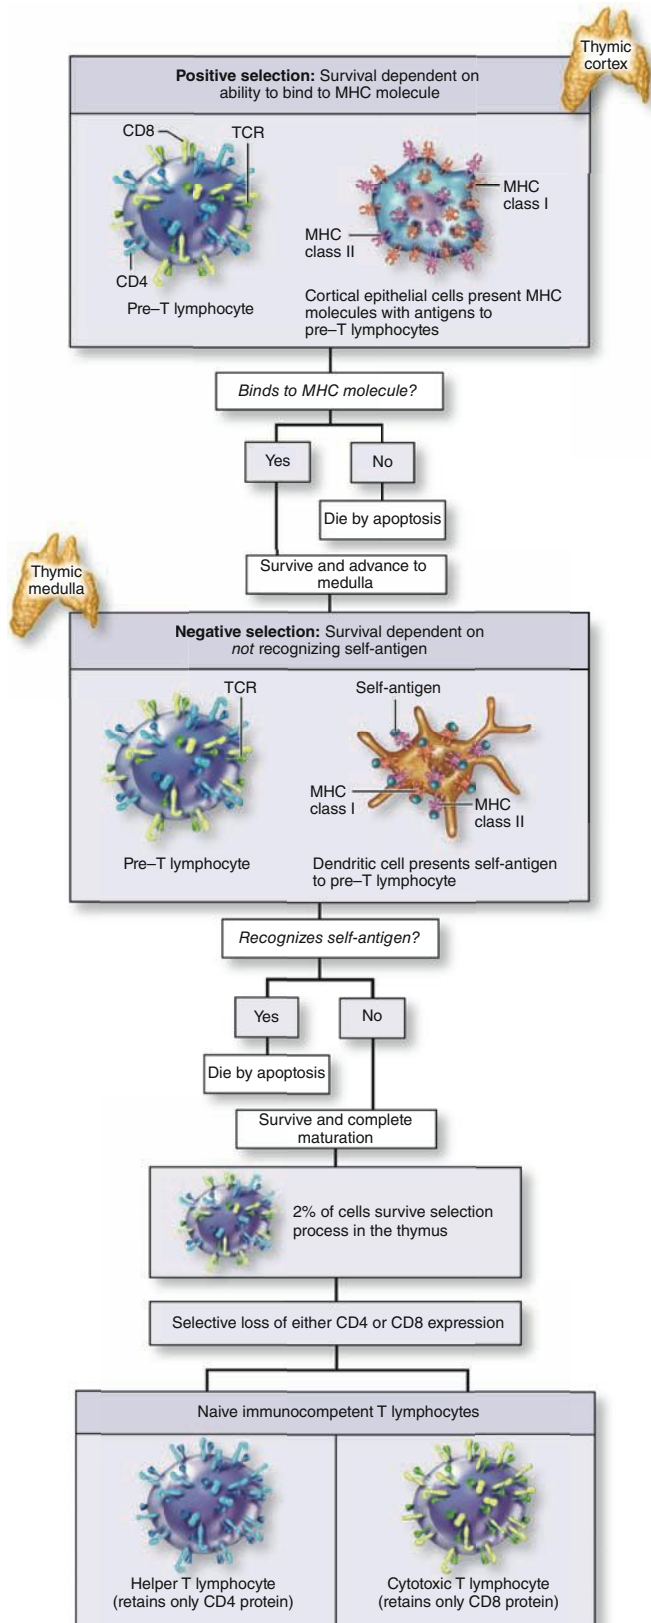 Thymic
cortex
Positive selection: Survival dependent on
ability to bind to MHC molecule
CD8
TCR
MHC
class I
MHC
class II
CD4
Pre–T lymphocyte
Cortical epithelial cells present MHC
molecules with antigens to
pre–T lymphocytes
Binds to MHC molecule?
Yes
No
Die by apoptosis
Survive and advance to
medulla
Thymic
medulla
Negative selection: Survival dependent on
not recognizing self-antigen
TCR
Self-antigen
MHC
class I
MHC
class II
Pre–T lymphocyte
Dendritic cell presents self-antigen
to pre–T lymphocyte
Recognizes self-antigen?
Yes
No
Die by apoptosis
Survive and complete
maturation
2% of cells survive selection
process in the thymus
Selective loss of either CD4 or CD8 expression
Naive immunocompetent T lymphocytes
Helper T lymphocyte
(retains only CD4 protein)
Cytotoxic T lymphocyte
(retains only CD8 protein)